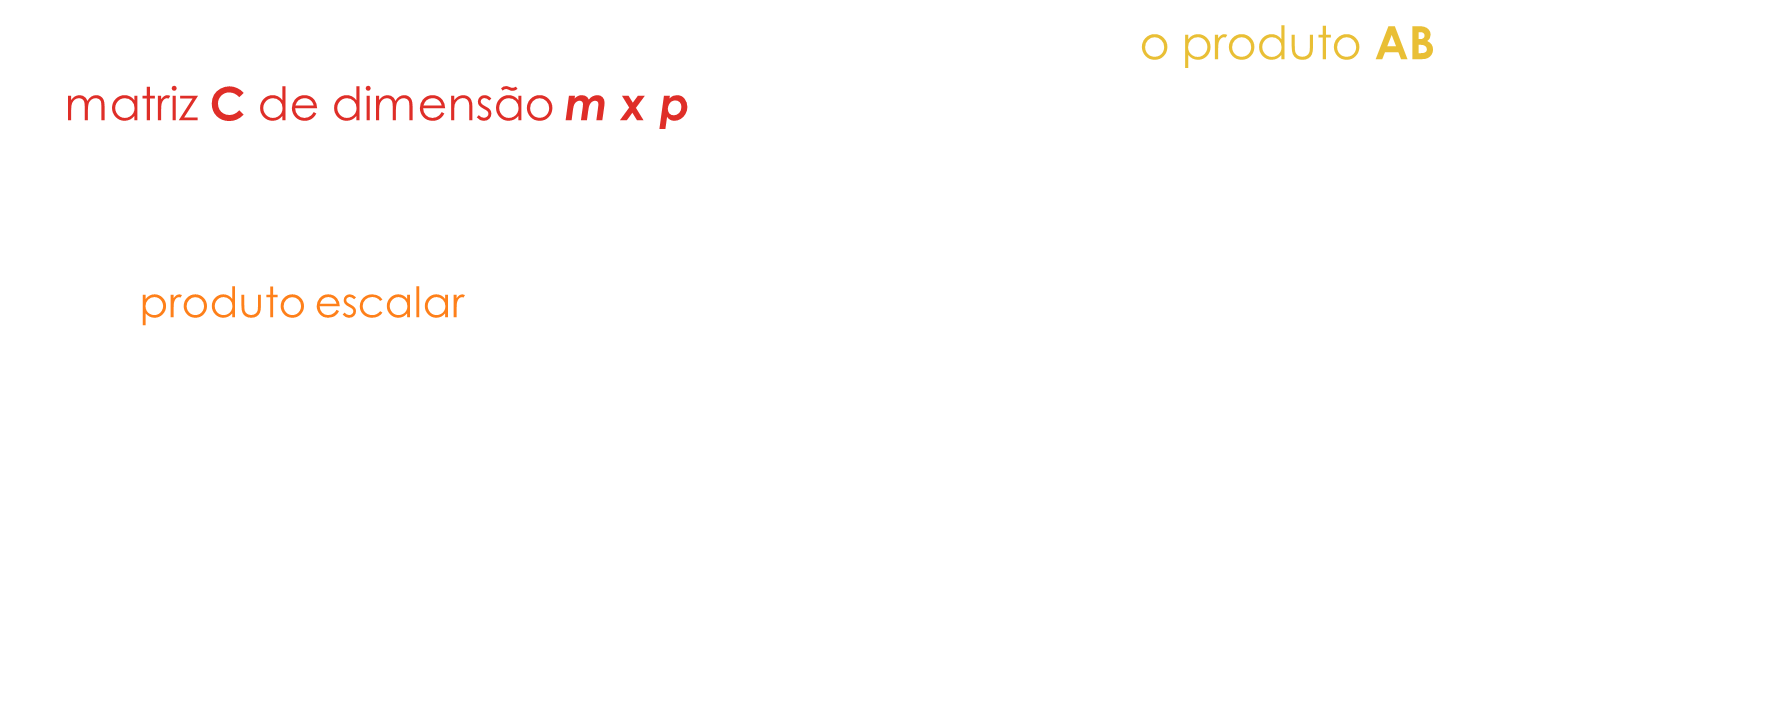 o produto AB
matriz C de dimensão m x p
produto escalar